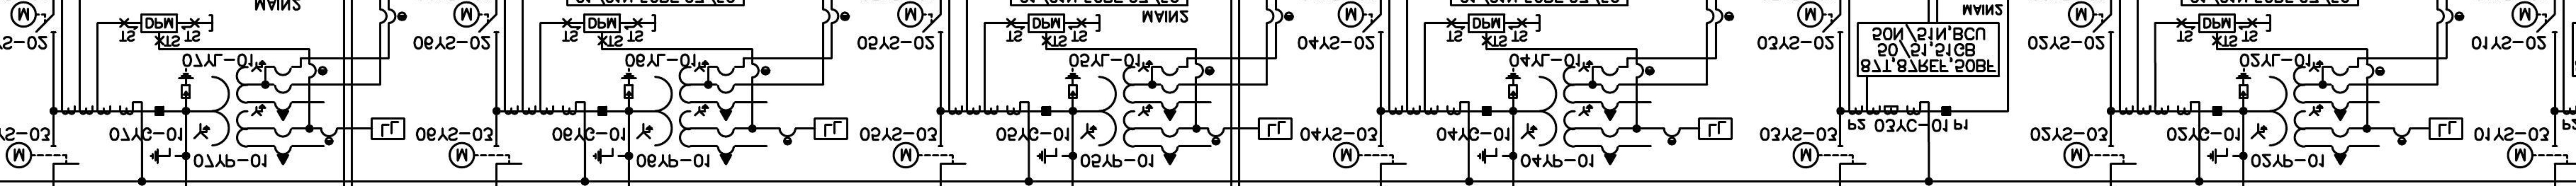 M
MAIN2
DPM
TS TS TS
YS-02
07YL-01
07YC-01
YS-03
M
07YP-01
LL
M
DPM
TS TS TS
06YS-02
06YL-01
06YC-01
06YS-03
M
06YP-01
LL
M
MAIN2
DPM
TS TS TS
05YS-02
05YL-01
05YC-01
05YS-03
M
05YP-01
LL
M
DPM
TS TS TS
04YS-02
04YL-01
04YC-01
04YS-03
M
04YP-01
LL
M
MAIN2
03YS-02
87T,87REF,50BF
50/51,51GB
50N/51N,BCU
P2 03YC-01 P1
03YS-03
M
M
DPM
TS TS TS
02YS-02
02YL-01
02YC-01
02YS-03
M
02YP-01
LL
M
01YS-02
01YS-03
M